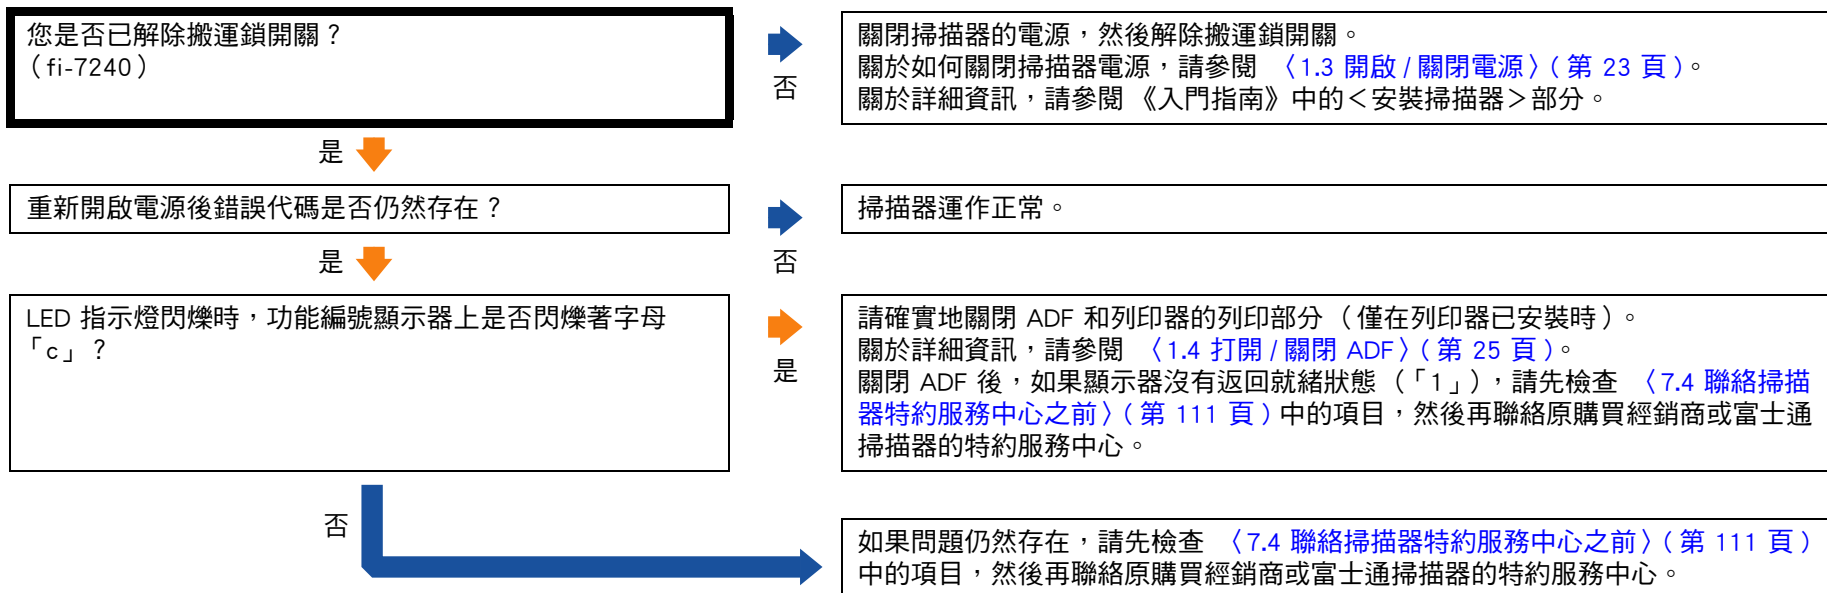 您是否已解除搬運鎖開關？
（fi-7240）
否
關閉掃描器的電源，然後解除搬運鎖開關。
關於如何關閉掃描器電源，請參閱 〈1.3 開啟 / 關閉電源〉( 第 23 頁 )。
關於詳細資訊，請參閱 《入門指南》中的＜安裝掃描器＞部分。
是
重新開啟電源後錯誤代碼是否仍然存在？
否
掃描器運作正常。
是
LED 指示燈閃爍時，功能編號顯示器上是否閃爍著字母
「c」？
是
請確實地關閉 ADF 和列印器的列印部分 （僅在列印器已安裝時）。
關於詳細資訊，請參閱 〈1.4 打開 / 關閉 ADF〉( 第 25 頁 )。
關閉 ADF 後，如果顯示器沒有返回就緒狀態 （「1」），請先檢查 〈7.4 聯絡掃描
器特約服務中心之前〉( 第 111 頁 ) 中的項目，然後再聯絡原購買經銷商或富士通
掃描器的特約服務中心。
否
如果問題仍然存在，請先檢查 〈7.4 聯絡掃描器特約服務中心之前〉( 第 111 頁 )
中的項目，然後再聯絡原購買經銷商或富士通掃描器的特約服務中心。